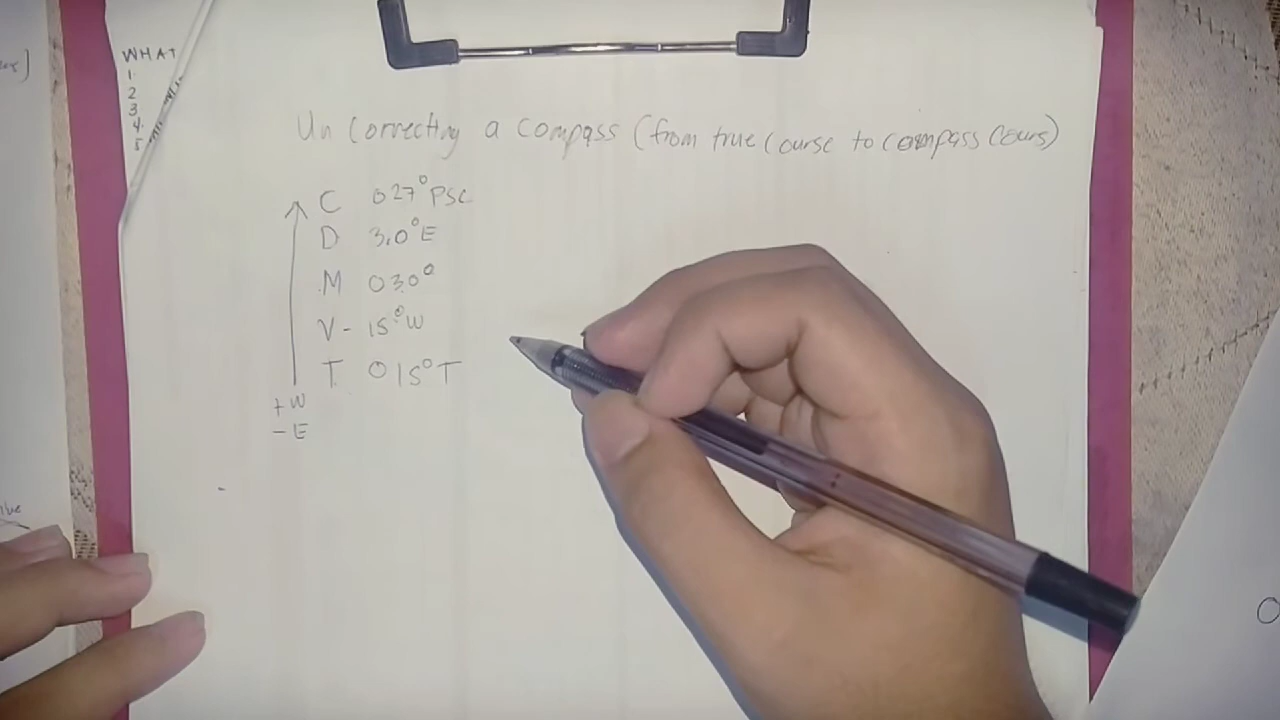 WHAT
1.
2
3
4.
5
Un correcting a compass (from true course to compass cours)
C 027° PSC
D 3.0°E
M 030°
V - 15°W
T 015°T
+ W
- E